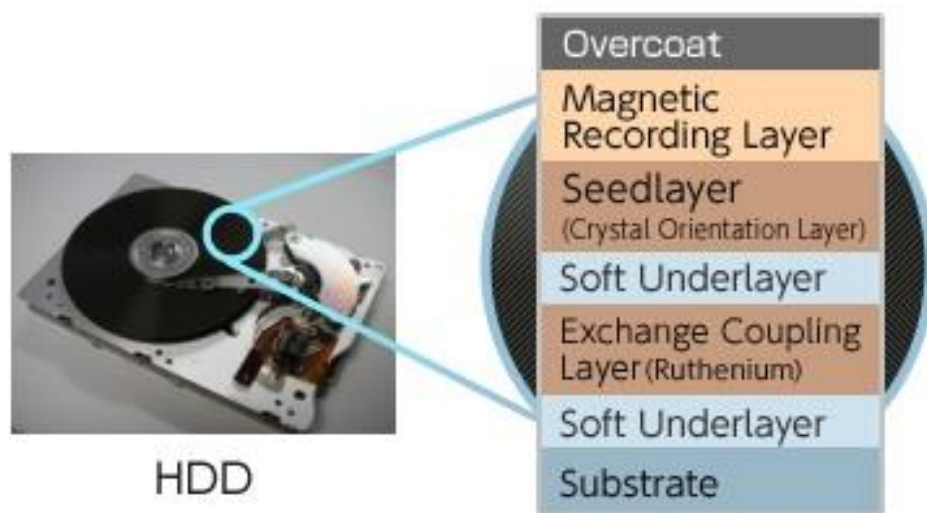 Overcoat
Magnetic
Recording Layer
Seedlayer
(Crystal Orientation Layer)
Soft Underlayer
Exchange Coupling
Layer (Ruthenium)
Soft Underlayer
Substrate
HDD